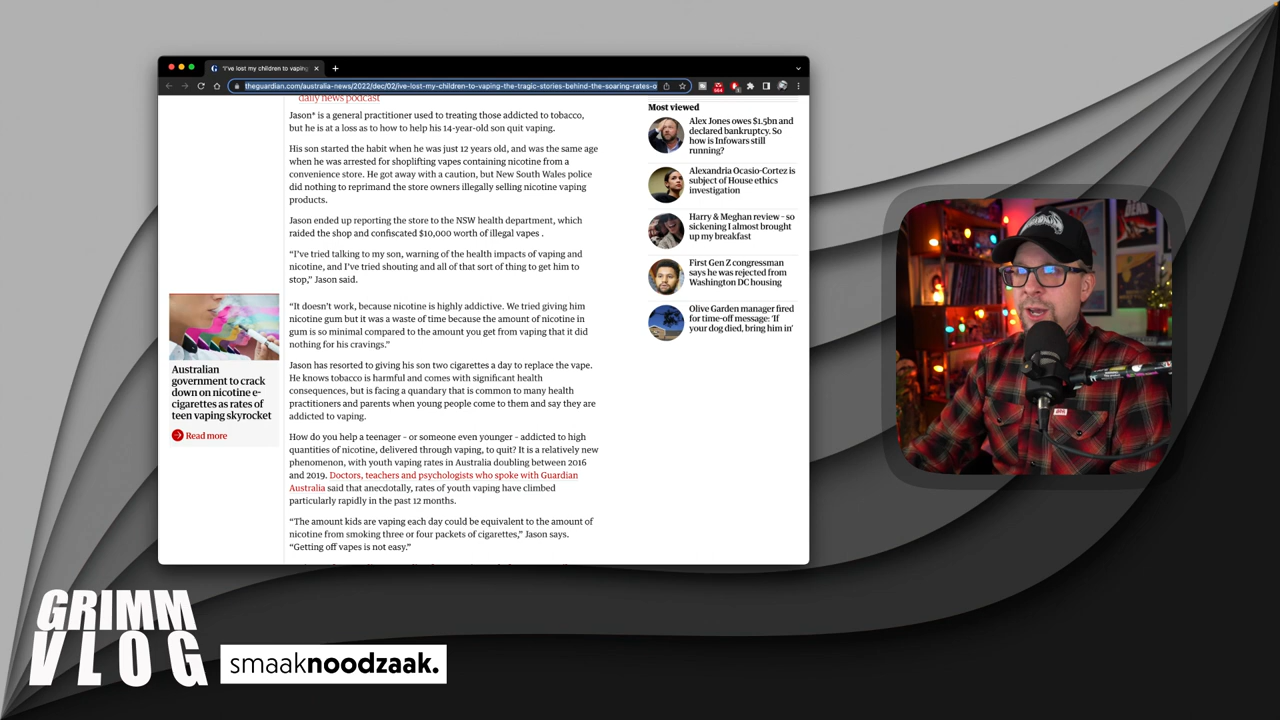 "I've lost my children to vaping
theguardian.com/australia-news/2022/dec/02/ive-lost-my-children-to-vaping-the-tragic-stories-behind-the-soaring-rates-o
daily news podcast
Jason* is a general practitioner used to treating those addicted to tobacco,
but he is at a loss as to how to help his 14-year-old son quit vaping.
His son started the habit when he was just 12 years old, and was the same age
when he was arrested for shoplifting vapes containing nicotine from a
convenience store. He got away with a caution, but New South Wales police
did nothing to reprimand the store owners illegally selling nicotine vaping
products.
Jason ended up reporting the store to the NSW health department, which
raided the shop and confiscated $10,000 worth of illegal vapes .
“I’ve tried talking to my son, warning of the health impacts of vaping and
nicotine, and I’ve tried shouting and all of that sort of thing to get him to
stop,” Jason said.
“It doesn’t work, because nicotine is highly addictive. We tried giving him
nicotine gum but it was a waste of time because the amount of nicotine in
gum is so minimal compared to the amount you get from vaping that it did
nothing for his cravings.”
Jason has resorted to giving his son two cigarettes a day to replace the vape.
He knows tobacco is harmful and comes with significant health
consequences, but is facing a quandary that is common to many health
practitioners and parents when young people come to them and say they are
addicted to vaping.
How do you help a teenager – or someone even younger – addicted to high
quantities of nicotine, delivered through vaping, to quit? It is a relatively new
phenomenon, with youth vaping rates in Australia doubling between 2016
and 2019. Doctors, teachers and psychologists who spoke with Guardian
Australia said that anecdotally, rates of youth vaping have climbed
particularly rapidly in the past 12 months.
“The amount kids are vaping each day could be equivalent to the amount of
nicotine from smoking three or four packets of cigarettes,” Jason says.
“Getting off vapes is not easy.”
Australian
government to crack
down on nicotine e-
cigarettes as rates of
teen vaping skyrocket
Read more
Most viewed
Alex Jones owes $1.5bn and
declared bankruptcy. So
how is Infowars still
running?
Alexandria Ocasio-Cortez is
subject of House ethics
investigation
Harry & Meghan review – so
sickening I almost brought
up my breakfast
First Gen Z congressman
says he was rejected from
Washington DC housing
Olive Garden manager fired
for time-off message: ‘If
your dog died, bring him in’
GRIMM
VLOG
smaaknoodzaak.